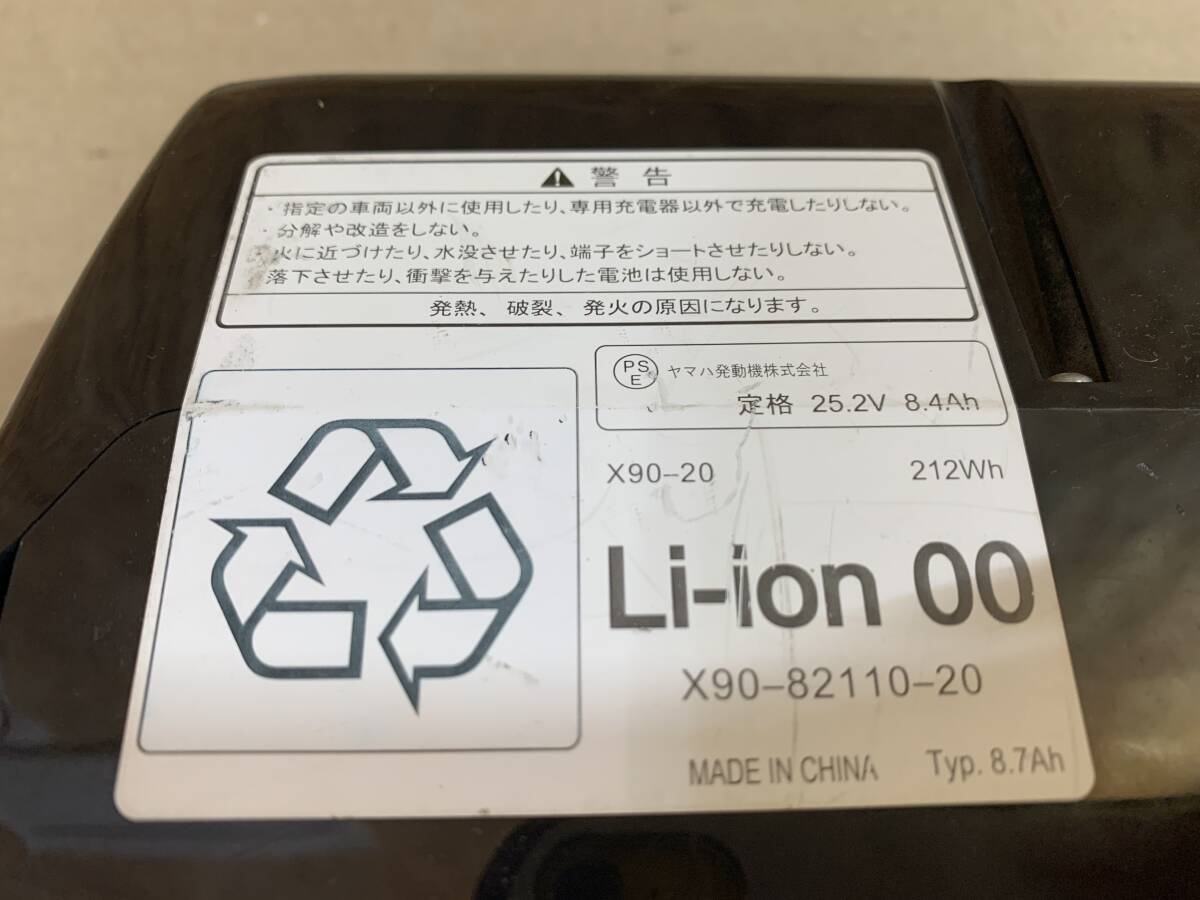 ⚠ 警告
・指定の車両以外に使用したり、専用充電器以外で充電したりしない。
・分解や改造をしない。
火に近づけたり、水没させたり、端子をショートさせたりしない。
落下させたり、衝撃を与えたりした電池は使用しない。
発熱、破裂、発火の原因になります。
PSE ヤマハ発動機株式会社
定格 25.2V 8.4Ah
X90-20 212Wh
Li-ion 00
X90-82110-20
MADE IN CHINA Typ. 8.7Ah